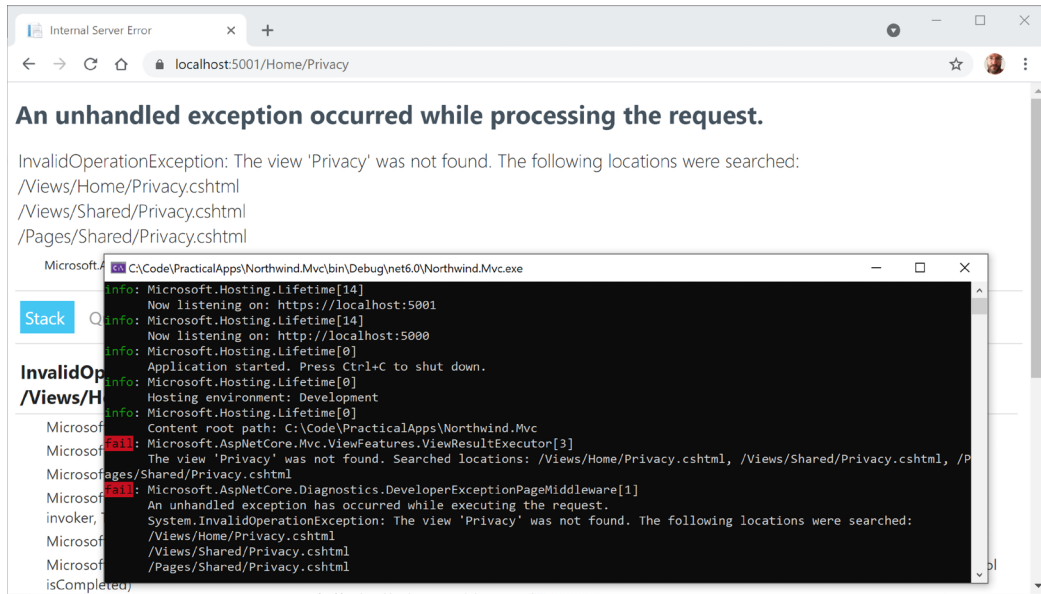 Internal Server Error
localhost:5001/Home/Privacy
An unhandled exception occurred while processing the request.
InvalidOperationException: The view 'Privacy' was not found. The following locations were searched:
/Views/Home/Privacy.cshtml
/Views/Shared/Privacy.cshtml
/Pages/Shared/Privacy.cshtml
Microsoft.A
Stack Q
InvalidOp
/Views/H
Microsof
Microsof
Microsof
Microsof
invoker,
Microsof
Microsof
isCompleted)
C:\Code\PracticalApps\Northwind.Mvc\bin\Debug\net6.0\Northwind.Mvc.exe
info: Microsoft.Hosting.Lifetime[14]
Now listening on: https://localhost:5001
info: Microsoft.Hosting.Lifetime[14]
Now listening on: http://localhost:5000
info: Microsoft.Hosting.Lifetime[0]
Application started. Press Ctrl+C to shut down.
info: Microsoft.Hosting.Lifetime[0]
Hosting environment: Development
info: Microsoft.Hosting.Lifetime[0]
Content root path: C:\Code\PracticalApps\Northwind.Mvc
fail: Microsoft.AspNetCore.Mvc.ViewFeatures.ViewResultExecutor[3]
The view 'Privacy' was not found. Searched locations: /Views/Home/Privacy.cshtml, /Views/Shared/Privacy.cshtml, /P
ages/Shared/Privacy.cshtml
fail: Microsoft.AspNetCore.Diagnostics.DeveloperExceptionPageMiddleware[1]
An unhandled exception has occurred while executing the request.
System.InvalidOperationException: The view 'Privacy' was not found. The following locations were searched:
/Views/Home/Privacy.cshtml
/Views/Shared/Privacy.cshtml
/Pages/Shared/Privacy.cshtml